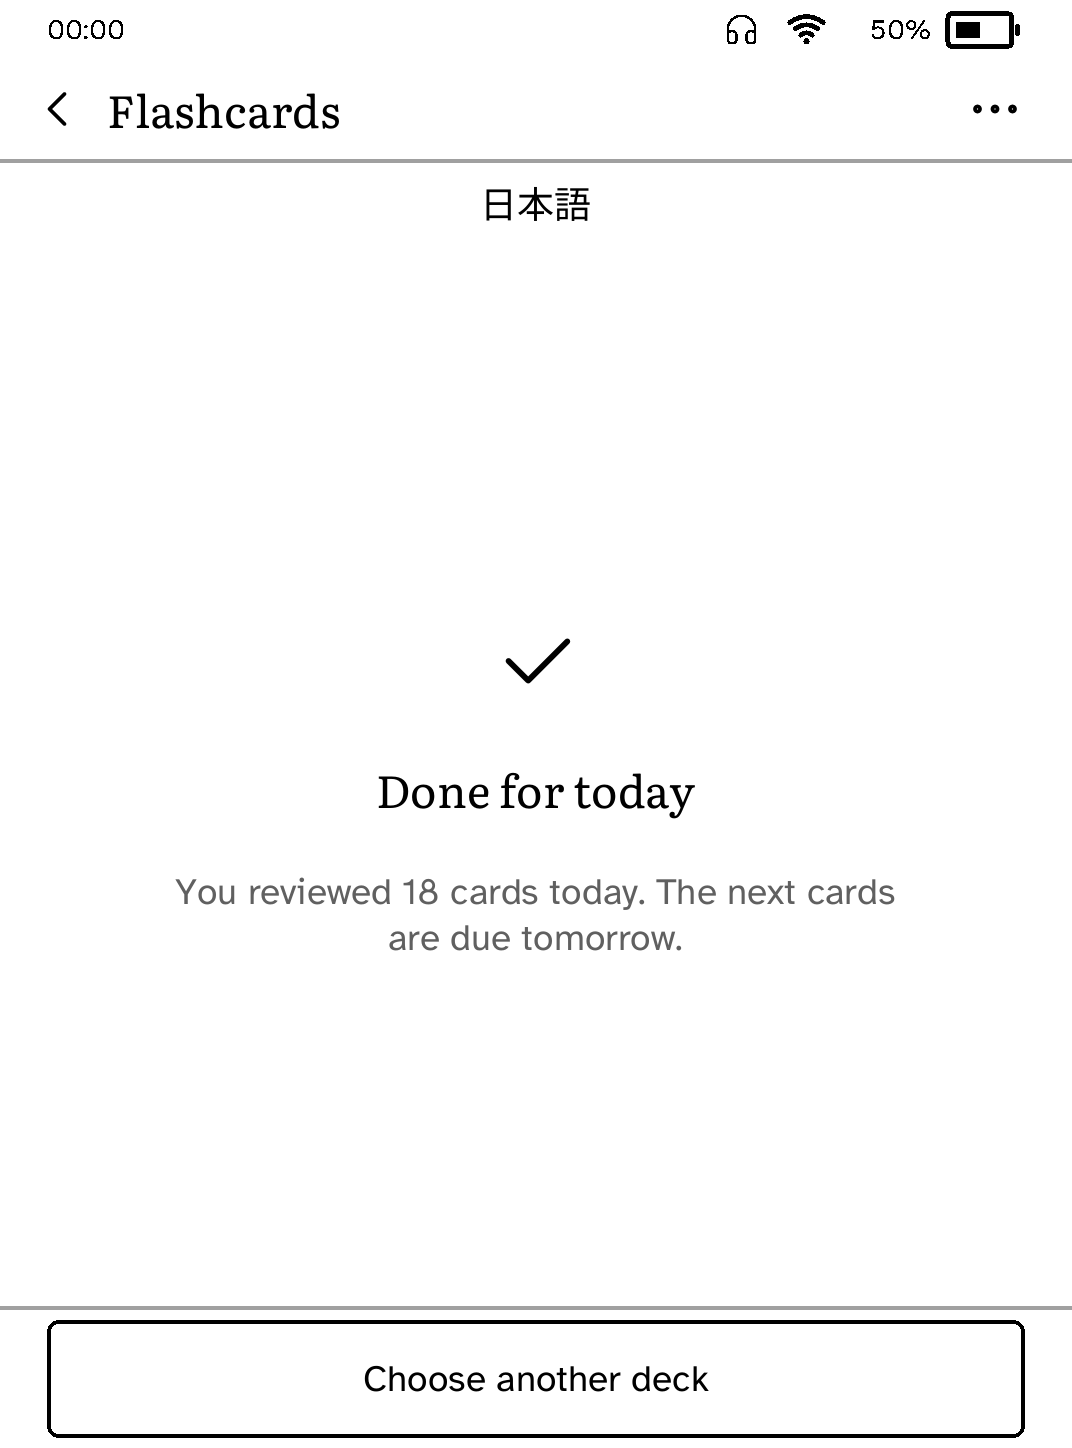 00:00
50%
Flashcards
日本語
Done for today
You reviewed 18 cards today. The next cards
are due tomorrow.
Choose another deck